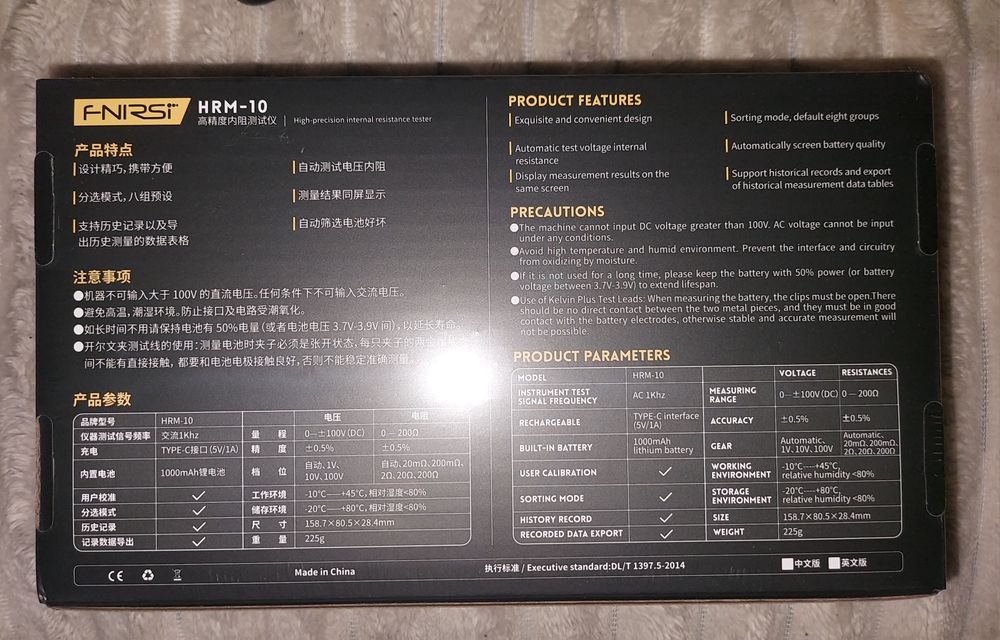 FNIRSI
HRM-10
高精度内阻测试仪 | High-precision internal resistance tester
产品特点
设计精巧，携带方便
自动测试电压内阻
分选模式，八组预设
测量结果同屏显示
支持历史记录以及导
出历史测量的数据表格
自动筛选电池好坏
注意事项
●机器不可输入大于 100V 的直流电压。任何条件下不可输入交流电压。
●避免高温，潮湿环境。防止接口及电路受潮氧化。
●如长时间不用请保持电池有 50%电量（或者电池电压 3.7V-3.9V 间），以延长寿命。
●开尔文夹测试线的使用：测量电池时夹子必须是张开状态，每只夹子的两
间不能有直接接触，都要和电池电极接触良好，否则不能稳定准确测量。
产品参数
电压 电阻
品牌型号 HRM-10
仪器测试信号频率 交流1Khz 量 程 0—±100V(DC) 0 — 200Ω
充电 TYPE-C接口(5V/1A) 精 度 ±0.5% ±0.5%
内置电池 1000mAh锂电池 档 位 自动、1V、 自动、20mΩ、200mΩ、
10V、100V 2Ω、20Ω、200Ω
用户校准 ✓ 工作环境 -10℃—+45℃，相对湿度<80%
分选模式 ✓ 储存环境 -20℃—+80℃，相对湿度<80%
历史记录 ✓ 尺 寸 158.7×80.5×28.4mm
记录数据导出 ✓ 重 量 225g
PRODUCT FEATURES
Exquisite and convenient design
Sorting mode, default eight groups
Automatic test voltage internal
resistance
Automatically screen battery quality
Display measurement results on the
same screen
Support historical records and export
of historical measurement data tables
PRECAUTIONS
●The machine cannot input DC voltage greater than 100V. AC voltage cannot be input
under any conditions.
●Avoid high temperature and humid environment. Prevent the interface and circuitry
from oxidizing by moisture.
●If it is not used for a long time, please keep the battery with 50% power (or battery
voltage between 3.7V-3.9V) to extend lifespan.
●Use of Kelvin Plus Test Leads: When measuring the battery, the clips must be open.There
should be no direct contact between the two metal pieces, and they must be in good
contact with the battery electrodes, otherwise stable and accurate measurement will
not be possible.
PRODUCT PARAMETERS
MODEL HRM-10 VOLTAGE RESISTANCES
INSTRUMENT TEST
SIGNAL FREQUENCY AC 1Khz MEASURING
RANGE 0—±100V(DC) 0 — 200Ω
RECHARGEABLE TYPE-C interface
(5V/1A) ACCURACY ±0.5% ±0.5%
BUILT-IN BATTERY 1000mAh
lithium battery GEAR Automatic、
1V、10V、100V Automatic、
20mΩ、200mΩ、
2Ω、20Ω、200Ω
USER CALIBRATION ✓ WORKING
ENVIRONMENT -10℃----+45℃,
relative humidity <80%
SORTING MODE ✓ STORAGE
ENVIRONMENT -20℃----+80℃,
relative humidity <80%
HISTORY RECORD ✓ SIZE 158.7×80.5×28.4mm
RECORDED DATA EXPORT ✓ WEIGHT 225g
CE Made in China 执行标准 / Executive standard:DL/T 1397.5-2014 中文版 英文版